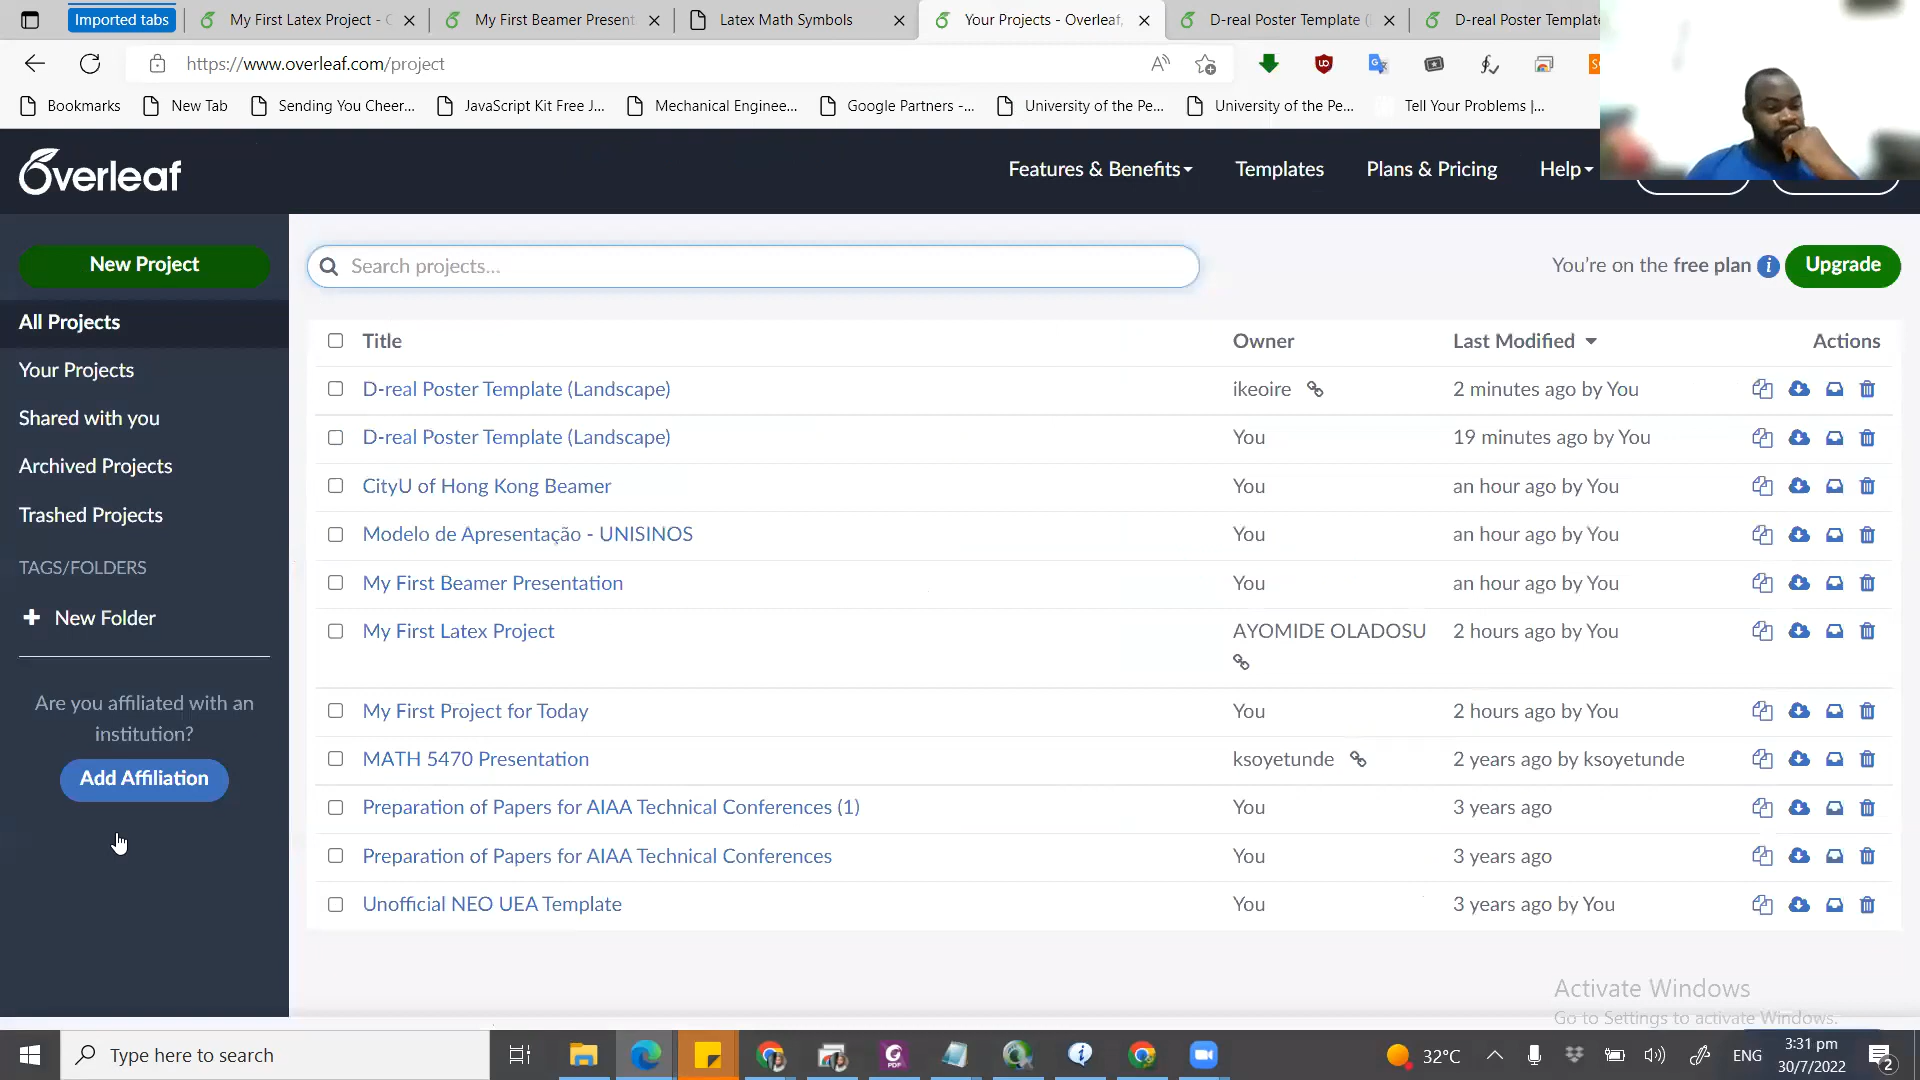 Imported tabs
My First Latex Project - 
My First Beamer Present
Latex Math Symbols
Your Projects - Overleaf,
D-real Poster Template
D-real Poster Template
https://www.overleaf.com/project
Bookmarks
New Tab
Sending You Cheer...
JavaScript Kit Free J...
Mechanical Enginee...
Google Partners -...
University of the Pe...
University of the Pe...
Tell Your Problems |...
Overleaf
Features & Benefits
Templates
Plans & Pricing
Help
New Project
Search projects...
You're on the free plan
Upgrade
All Projects
Your Projects
Shared with you
Archived Projects
Trashed Projects
TAGS/FOLDERS
New Folder
Are you affiliated with an
institution?
Add Affiliation
Title Owner Last Modified Actions
D-real Poster Template (Landscape) ikeoire 2 minutes ago by You
D-real Poster Template (Landscape) You 19 minutes ago by You
CityU of Hong Kong Beamer You an hour ago by You
Modelo de Apresentação - UNISINOS You an hour ago by You
My First Beamer Presentation You an hour ago by You
My First Latex Project AYOMIDE OLADOSU 2 hours ago by You
My First Project for Today You 2 hours ago by You
MATH 5470 Presentation ksoyetunde 2 years ago by ksoyetunde
Preparation of Papers for AIAA Technical Conferences (1) You 3 years ago
Preparation of Papers for AIAA Technical Conferences You 3 years ago
Unofficial NEO UEA Template You 3 years ago by You
Activate Windows
Go to Settings to activate Windows.
Type here to search
32°C
ENG
3:31 pm
30/7/2022
2